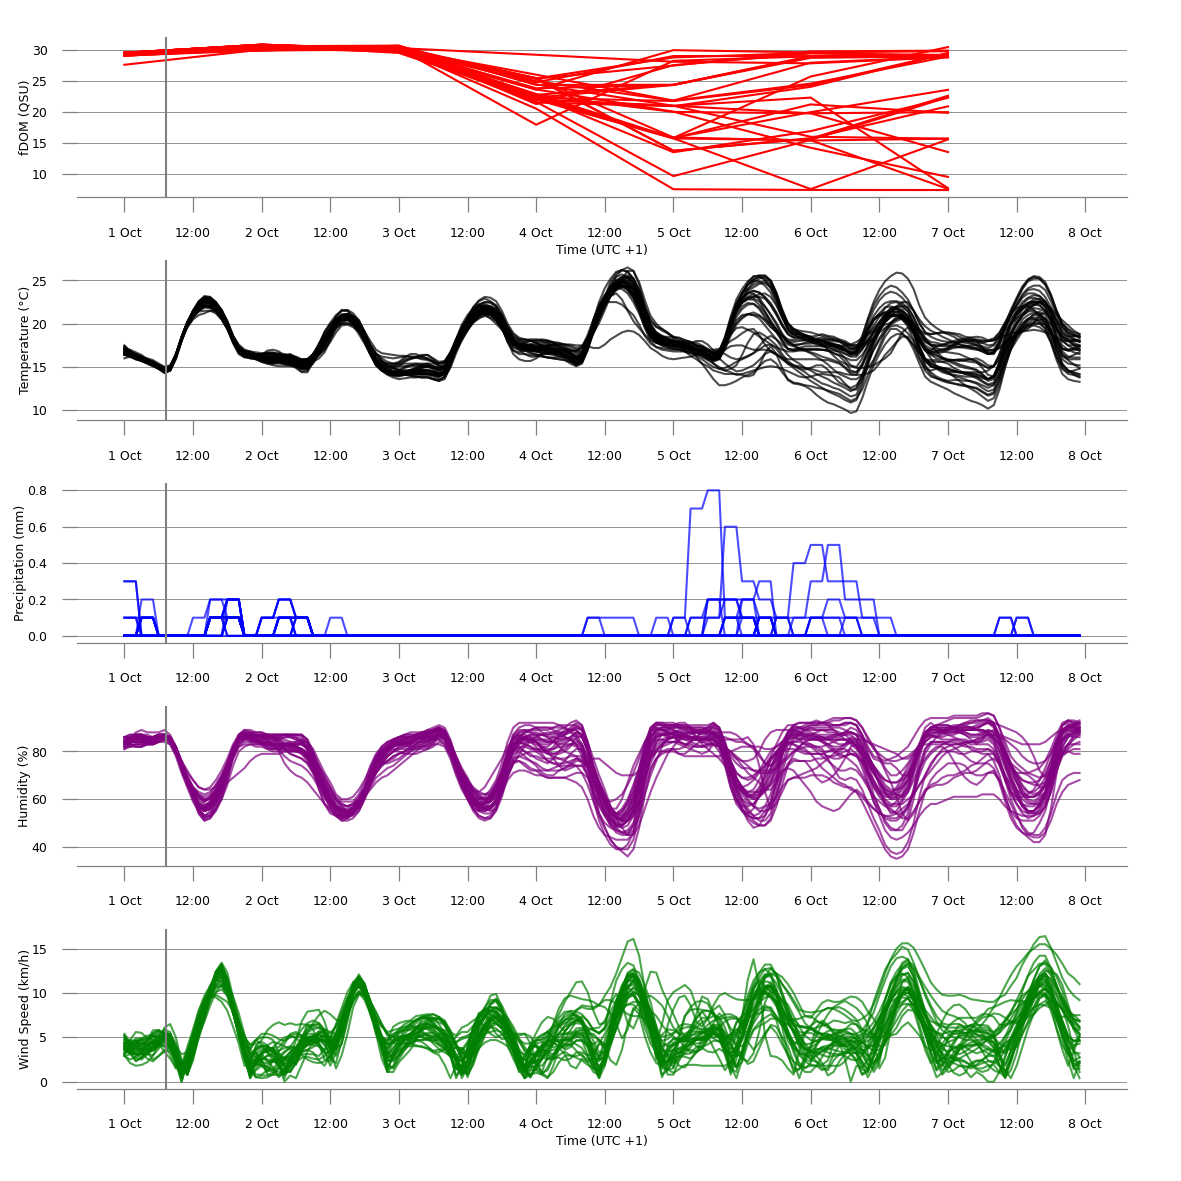 30
25
20
15
10
fDOM (QSU)
1 Oct 12:00 2 Oct 12:00 3 Oct 12:00 4 Oct 12:00 5 Oct 12:00 6 Oct 12:00 7 Oct 12:00 8 Oct
Time (UTC +1)
25
20
15
10
Temperature (°C)
1 Oct 12:00 2 Oct 12:00 3 Oct 12:00 4 Oct 12:00 5 Oct 12:00 6 Oct 12:00 7 Oct 12:00 8 Oct
0.8
0.6
0.4
0.2
0.0
Precipitation (mm)
1 Oct 12:00 2 Oct 12:00 3 Oct 12:00 4 Oct 12:00 5 Oct 12:00 6 Oct 12:00 7 Oct 12:00 8 Oct
80
60
40
Humidity (%)
1 Oct 12:00 2 Oct 12:00 3 Oct 12:00 4 Oct 12:00 5 Oct 12:00 6 Oct 12:00 7 Oct 12:00 8 Oct
15
10
5
0
Wind Speed (km/h)
1 Oct 12:00 2 Oct 12:00 3 Oct 12:00 4 Oct 12:00 5 Oct 12:00 6 Oct 12:00 7 Oct 12:00 8 Oct
Time (UTC +1)